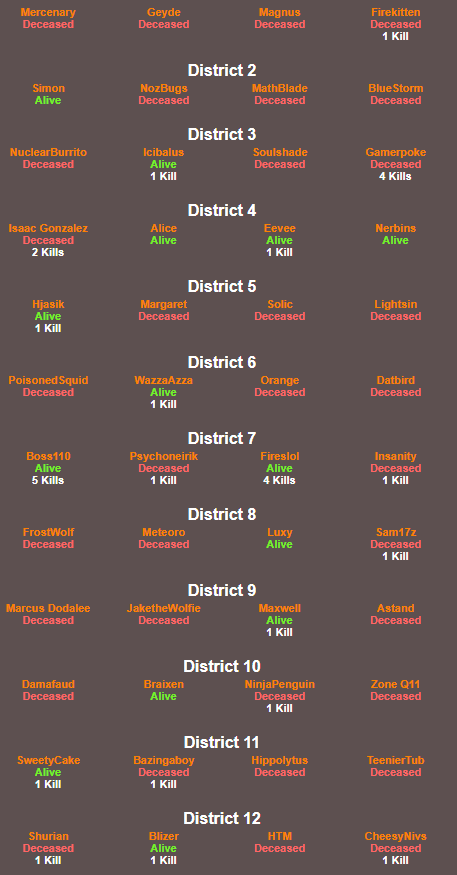 Mercenary Geyde Magnus Firekitten
Deceased Deceased Deceased Deceased
1 Kill
District 2
Simon NozBugs MathBlade BlueStorm
Alive Deceased Deceased Deceased
District 3
NuclearBurrito Icibalus Soulshade Gamerpoke
Deceased Alive Deceased Deceased
1 Kill 4 Kills
District 4
Isaac Gonzalez Alice Eevee Nerbins
Deceased Alive Alive Alive
2 Kills 1 Kill
District 5
Hjasik Margaret Solic Lightsin
Alive Deceased Deceased Deceased
1 Kill
District 6
PoisonedSquid WazzaAzza Orange Datbird
Deceased Alive Deceased Deceased
1 Kill
District 7
Boss110 Psychoneirik Fireslol Insanity
Alive Deceased Alive Deceased
5 Kills 1 Kill 4 Kills 1 Kill
District 8
FrostWolf Meteoro Luxy Sam17z
Deceased Deceased Alive Deceased
1 Kill
District 9
Marcus Dodalee JaketheWolfie Maxwell Astand
Deceased Deceased Alive Deceased
1 Kill
District 10
Damafaud Braixen NinjaPenguin Zone Q11
Deceased Alive Deceased Deceased
1 Kill
District 11
SweetyCake Bazingaboy Hippolytus TeenierTub
Alive Deceased Deceased Deceased
1 Kill 1 Kill
District 12
Shurian Blizer HTM CheesyNivs
Deceased Alive Deceased Deceased
1 Kill 1 Kill 1 Kill